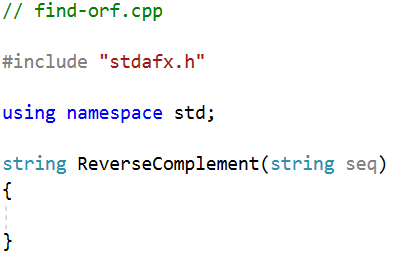 // find-orf.cpp
#include "stdafx.h"
using namespace std;
string ReverseComplement(string seq)
{
}